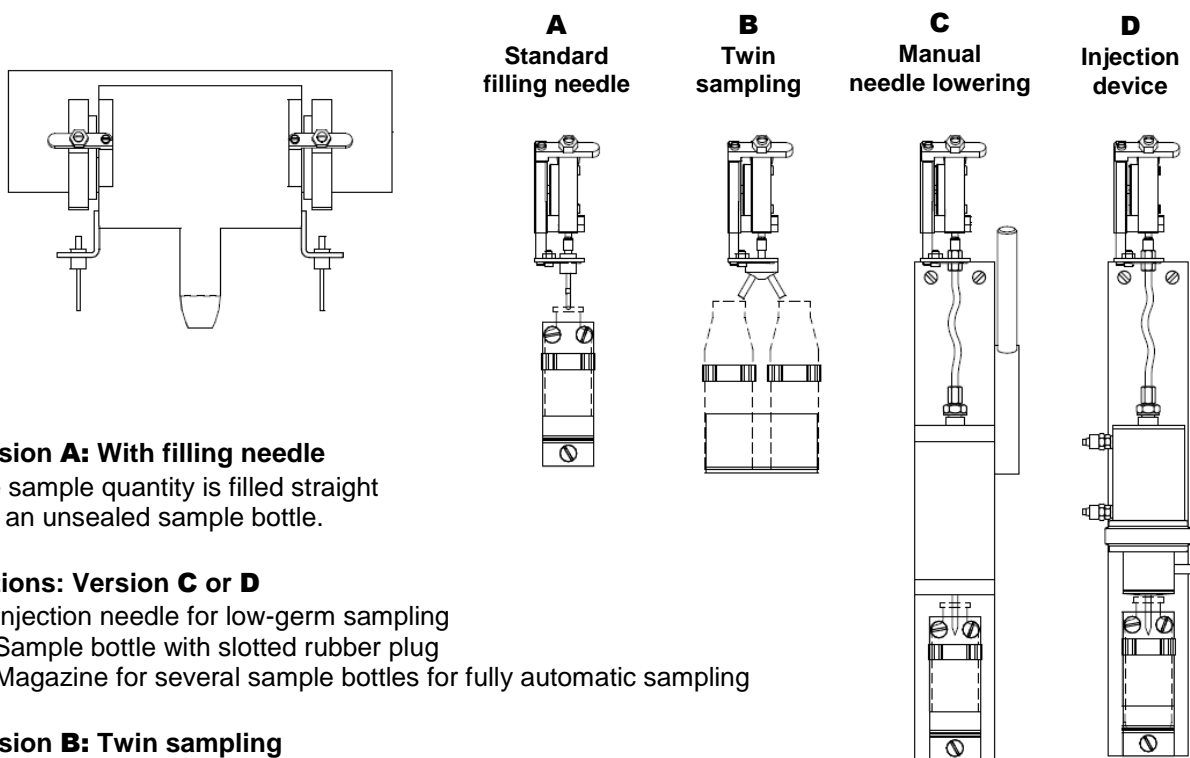 A
Standard
filling needle
B
Twin
sampling
C
Manual
needle lowering
D
Injection
device
sion A: With filling needle
sample quantity is filled straight
an unsealed sample bottle.
tions: Version C or D
njection needle for low-germ sampling
Sample bottle with slotted rubber plug
Magazine for several sample bottles for fully automatic sampling
sion B: Twin sampling